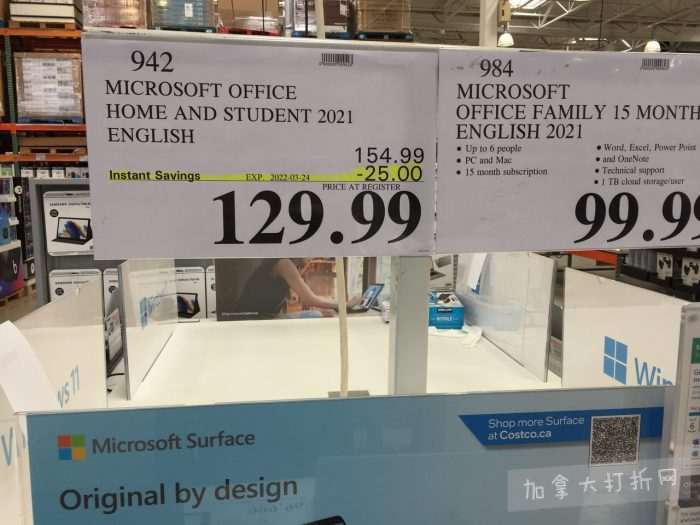 942
MICROSOFT OFFICE
HOME AND STUDENT 2021
ENGLISH
154.99
Instant Savings EXP. 2022-03-24 -25.00
PRICE AT REGISTER
129.99
984
MICROSOFT
OFFICE FAMILY 15 MONTH
ENGLISH 2021
• Up to 6 people
• PC and Mac
• 15 month subscription
• Word, Excel, Power Point
• and OneNote
• Technical support
• 1 TB cloud storage/user
99.99
Microsoft Surface
Original by design
Shop more Surface
at Costco.ca
加拿大打折网